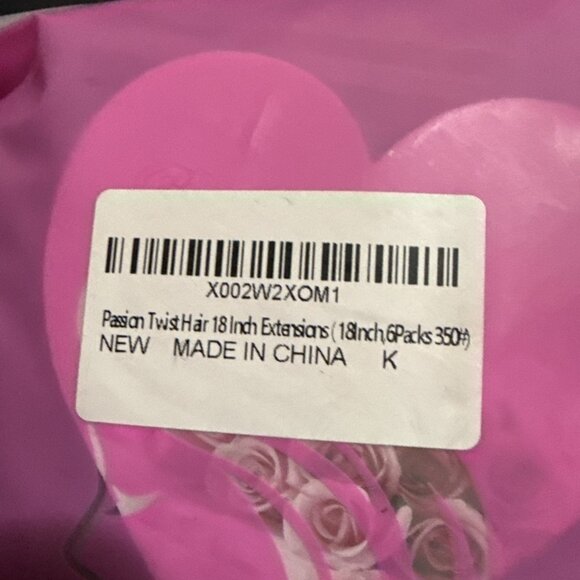 X002W2XOM1
Passion Twist Hair 18 Inch Extensions (18Inch,6Packs 350#)
NEW MADE IN CHINA K